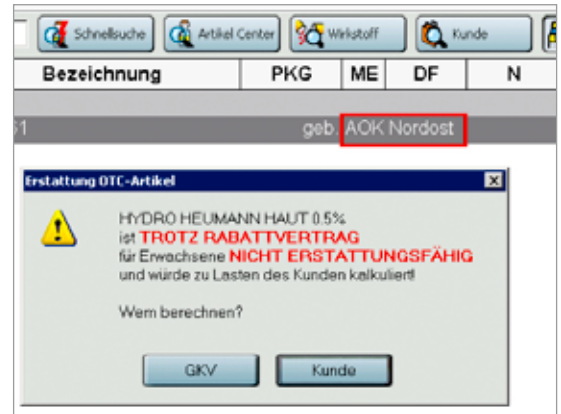 Schnellsuche Artikel Center Wirkstoff Kunde
Bezeichnung PKG ME DF N
61 geb. AOK Nordost
Erstattung OTC-Artikel
HYDRO HEUMANN HAUT 0.5%
ist TROTZ RABATTVERTRAG
für Erwachsene NICHT ERSTATTUNGSFÄHIG
und würde zu Lasten des Kunden kalkuliert!
Wem berechnen?
GKV Kunde